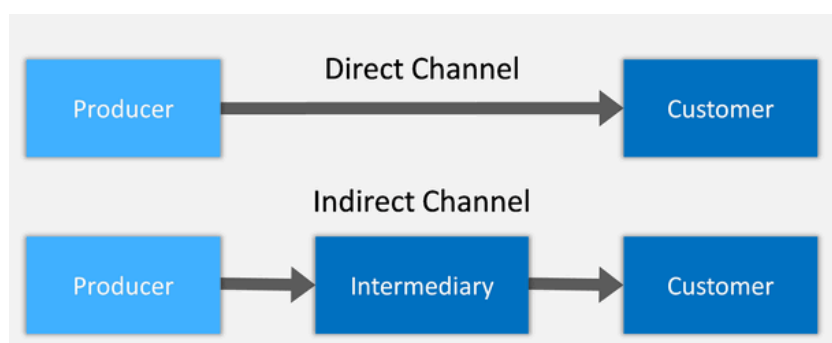 Direct Channel
Producer
Customer
Indirect Channel
Producer
Intermediary
Customer